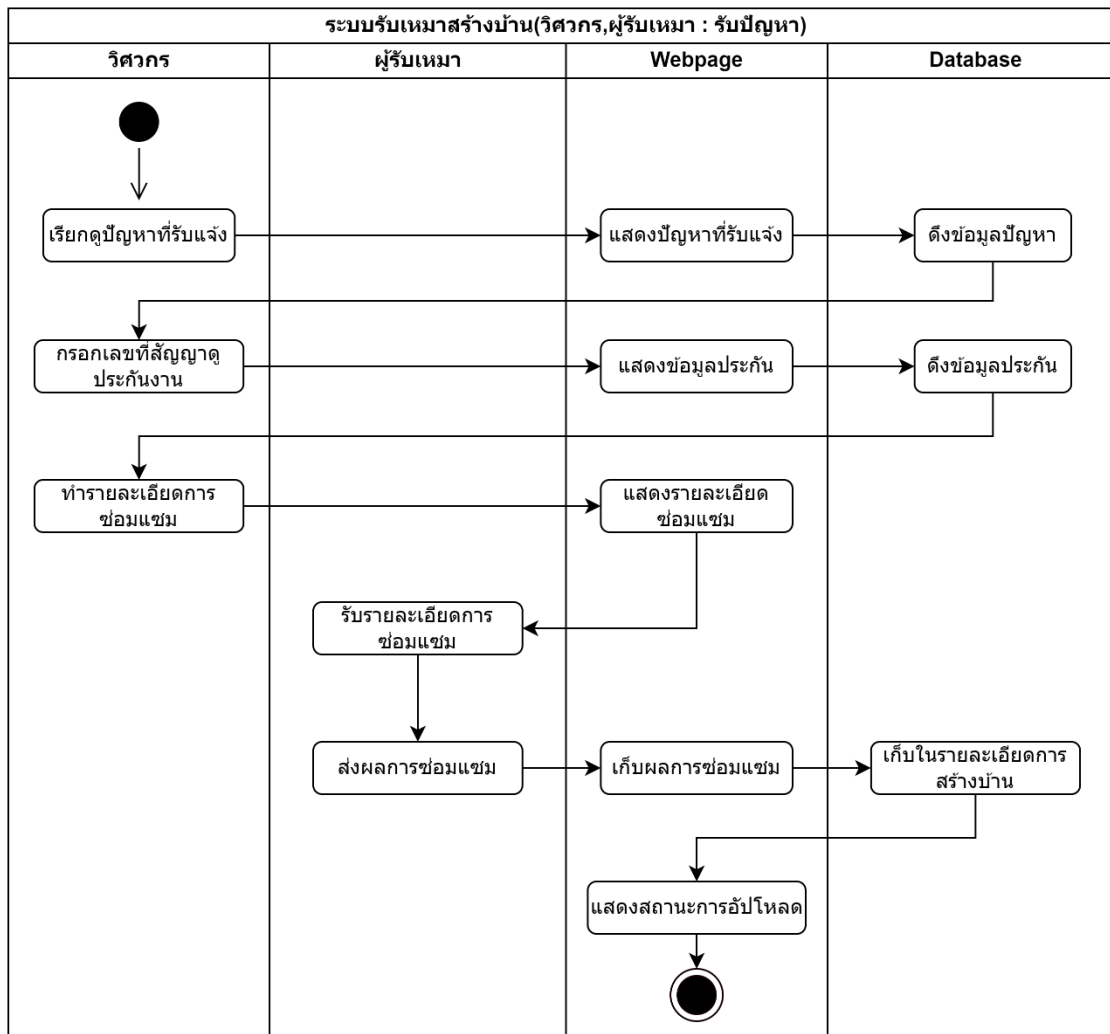 ระบบรับเหมาสร้างบ้าน(วิศวกร,ผู้รับเหมา : รับปัญหา)
วิศวกร
ผู้รับเหมา
Webpage
Database
เรียกดูปัญหาที่รับแจ้ง
แสดงปัญหาที่รับแจ้ง
ดึงข้อมูลปัญหา
กรอกเลขที่สัญญาดู
ประกันงาน
แสดงข้อมูลประกัน
ดึงข้อมูลประกัน
ทำรายละเอียดการ
ซ่อมแซม
แสดงรายละเอียด
ซ่อมแซม
รับรายละเอียดการ
ซ่อมแซม
ส่งผลการซ่อมแซม
เก็บผลการซ่อมแซม
เก็บในรายละเอียดการ
สร้างบ้าน
แสดงสถานะการอัปโหลด